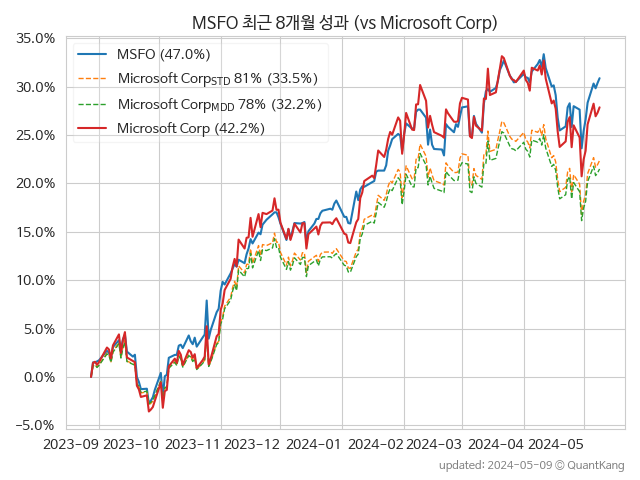 MSFO 최근 8개월 성과 (vs Microsoft Corp)
35.0%
30.0%
25.0%
20.0%
15.0%
10.0%
5.0%
0.0%
−5.0%
MSFO (47.0%)
Microsoft CorpSTD 81% (33.5%)
Microsoft CorpMDD 78% (32.2%)
Microsoft Corp (42.2%)
2023-09 2023-10 2023-11 2023-12 2024-01 2024-02 2024-03 2024-04 2024-05
updated: 2024-05-09 © QuantKang